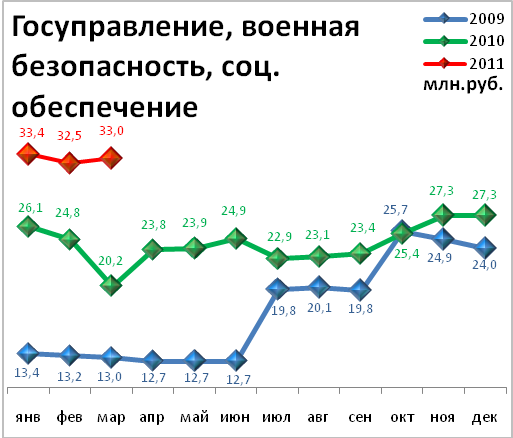 Госуправление, военная
безопасность, соц.
обеспечение
2009
2010
2011
млн.руб.
33,4 32,5 33,0
26,1 24,8 20,2 23,8 23,9 24,9 22,9 23,1 23,4 25,4 27,3 27,3
13,4 13,2 13,0 12,7 12,7 12,7 19,8 20,1 19,8 25,7 24,9 24,0
янв фев мар апр май июн июл авг сен окт ноя дек